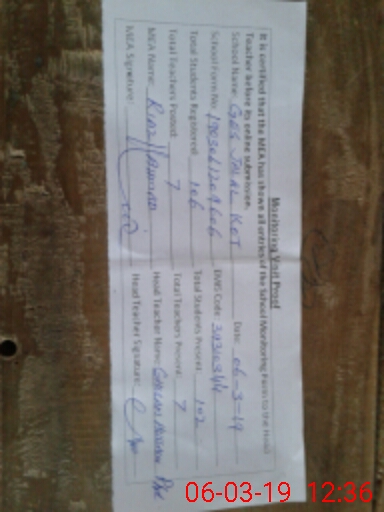 Monitoring Visit Proof
It is certified that the MEA has shown all entries of the School Monitoring Form to the Head
Teacher before its online submission.
School Name: GES JALAL KOT Date: 06-3-19
School Form No. EMIS Code:
Total Students Registered: 106 Total Students Present: 102
Total Teachers Posted: 7 Total Teachers Present: 7
MEA Name: Riaz Head Teacher Name:
MEA Signature: Head Teacher Signature:
06-03-19 12:36